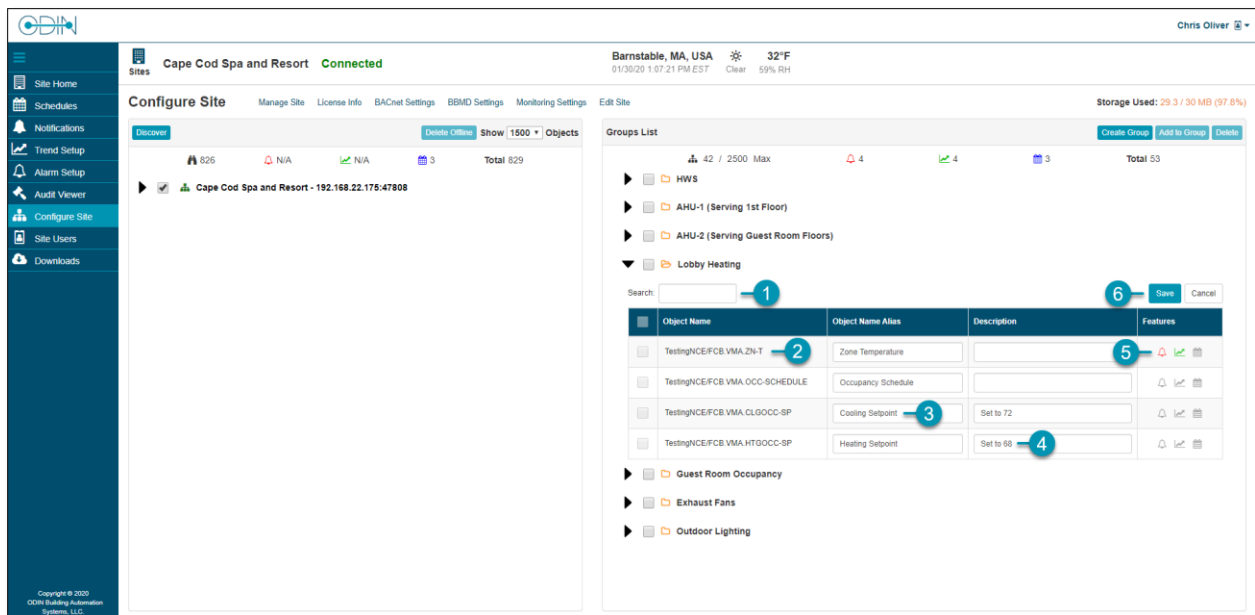 ODIN
Chris Oliver
Sites
Cape Cod Spa and Resort Connected
Barnstable, MA, USA
01/30/20 1:07:21 PM EST
Clear
32°F
59% RH
Site Home
Schedules
Notifications
Trend Setup
Alarm Setup
Audit Viewer
Configure Site
Site Users
Downloads
Configure Site
Manage Site License Info BACnet Settings BBMD Settings Monitoring Settings Edit Site
Storage Used: 29.3 / 30 MB (97.8%)
Discover
Delete Offline Show 1500 Objects
826 N/A N/A 3 Total 829
Cape Cod Spa and Resort - 192.168.22.175:47808
Groups List
Create Group Add to Group Delete
42 / 2500 Max 4 4 3 Total 53
HWS
AHU-1 (Serving 1st Floor)
AHU-2 (Serving Guest Room Floors)
Lobby Heating
Search: 1
6 Save Cancel
Object Name Object Name Alias Description Features
TestingNCE/FCB.VMA.ZN-T 2 Zone Temperature 5
TestingNCE/FCB.VMA.OCC-SCHEDULE Occupancy Schedule
TestingNCE/FCB.VMA.CLGOCC-SP Cooling Setpoint 3 Set to 72
TestingNCE/FCB.VMA.HTGOCC-SP Heating Setpoint Set to 68 4
Guest Room Occupancy
Exhaust Fans
Outdoor Lighting
Copyright © 2020
ODIN Building Automation
Systems, LLC.